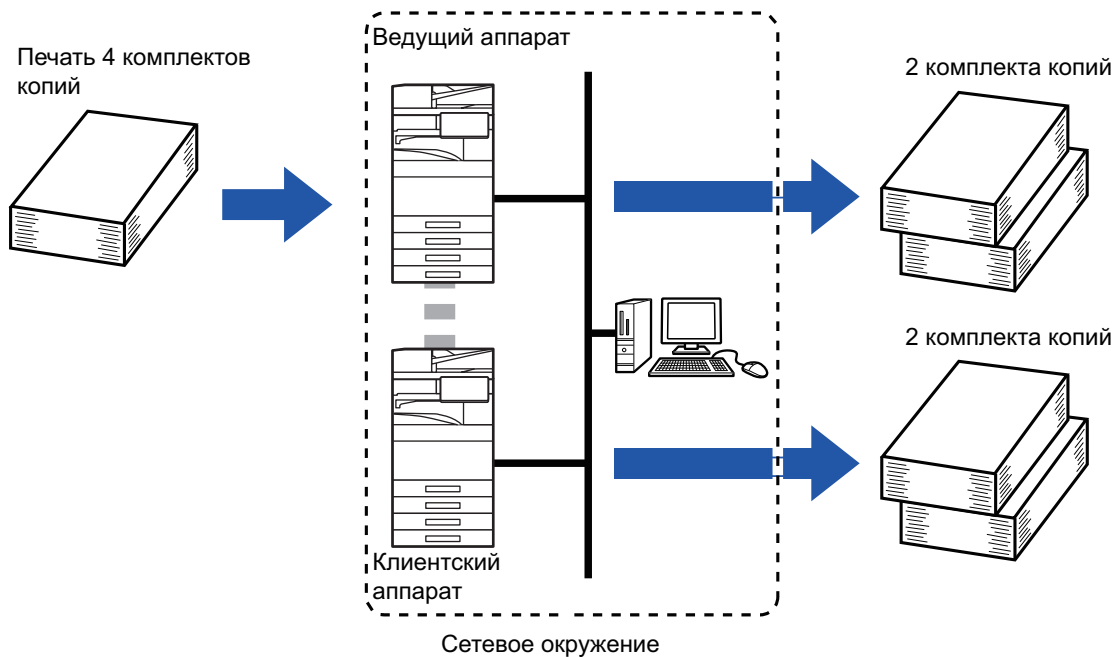 Печать 4 комплектов
копий
Ведущий аппарат
2 комплекта копий
2 комплекта копий
Клиентский
аппарат
Сетевое окружение